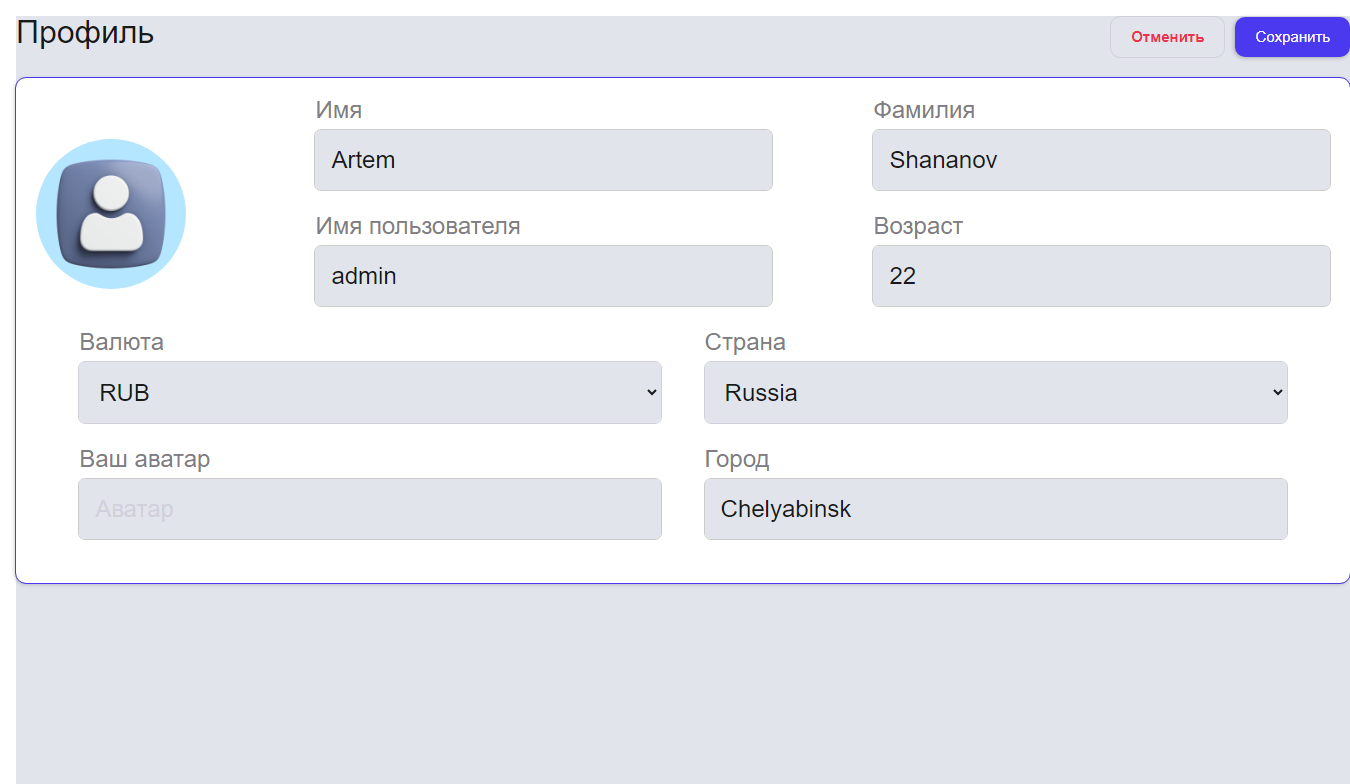 Профиль
Отменить
Сохранить
Имя
Фамилия
Artem
Shananov
Имя пользователя
Возраст
admin
22
Валюта
Страна
RUB
Russia
Ваш аватар
Город
Аватар
Chelyabinsk